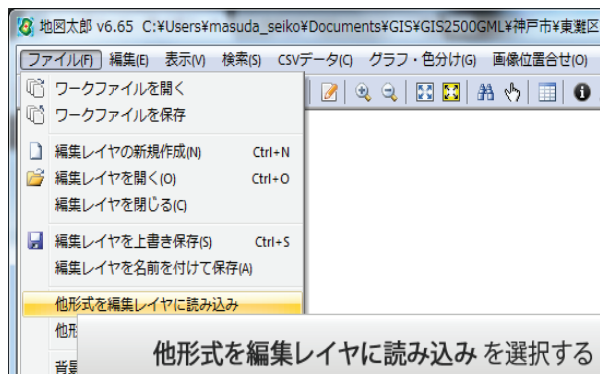 地図太郎 v6.65 C:¥Users¥masuda_seiko¥Documents¥GIS¥GIS2500GML¥神戸市¥東灘区
ファイル(F) 編集(E) 表示(V) 検索(S) CSVデータ(C) グラフ・色分け(G) 画像位置合せ(O)
ワークファイルを開く
ワークファイルを保存
編集レイヤの新規作成(N) Ctrl+N
編集レイヤを開く(O) Ctrl+O
編集レイヤを閉じる(C)
編集レイヤを上書き保存(S) Ctrl+S
編集レイヤを名前を付けて保存(A)
他形式を編集レイヤに読み込み
他形
背景
他形式を編集レイヤに読み込み を選択する